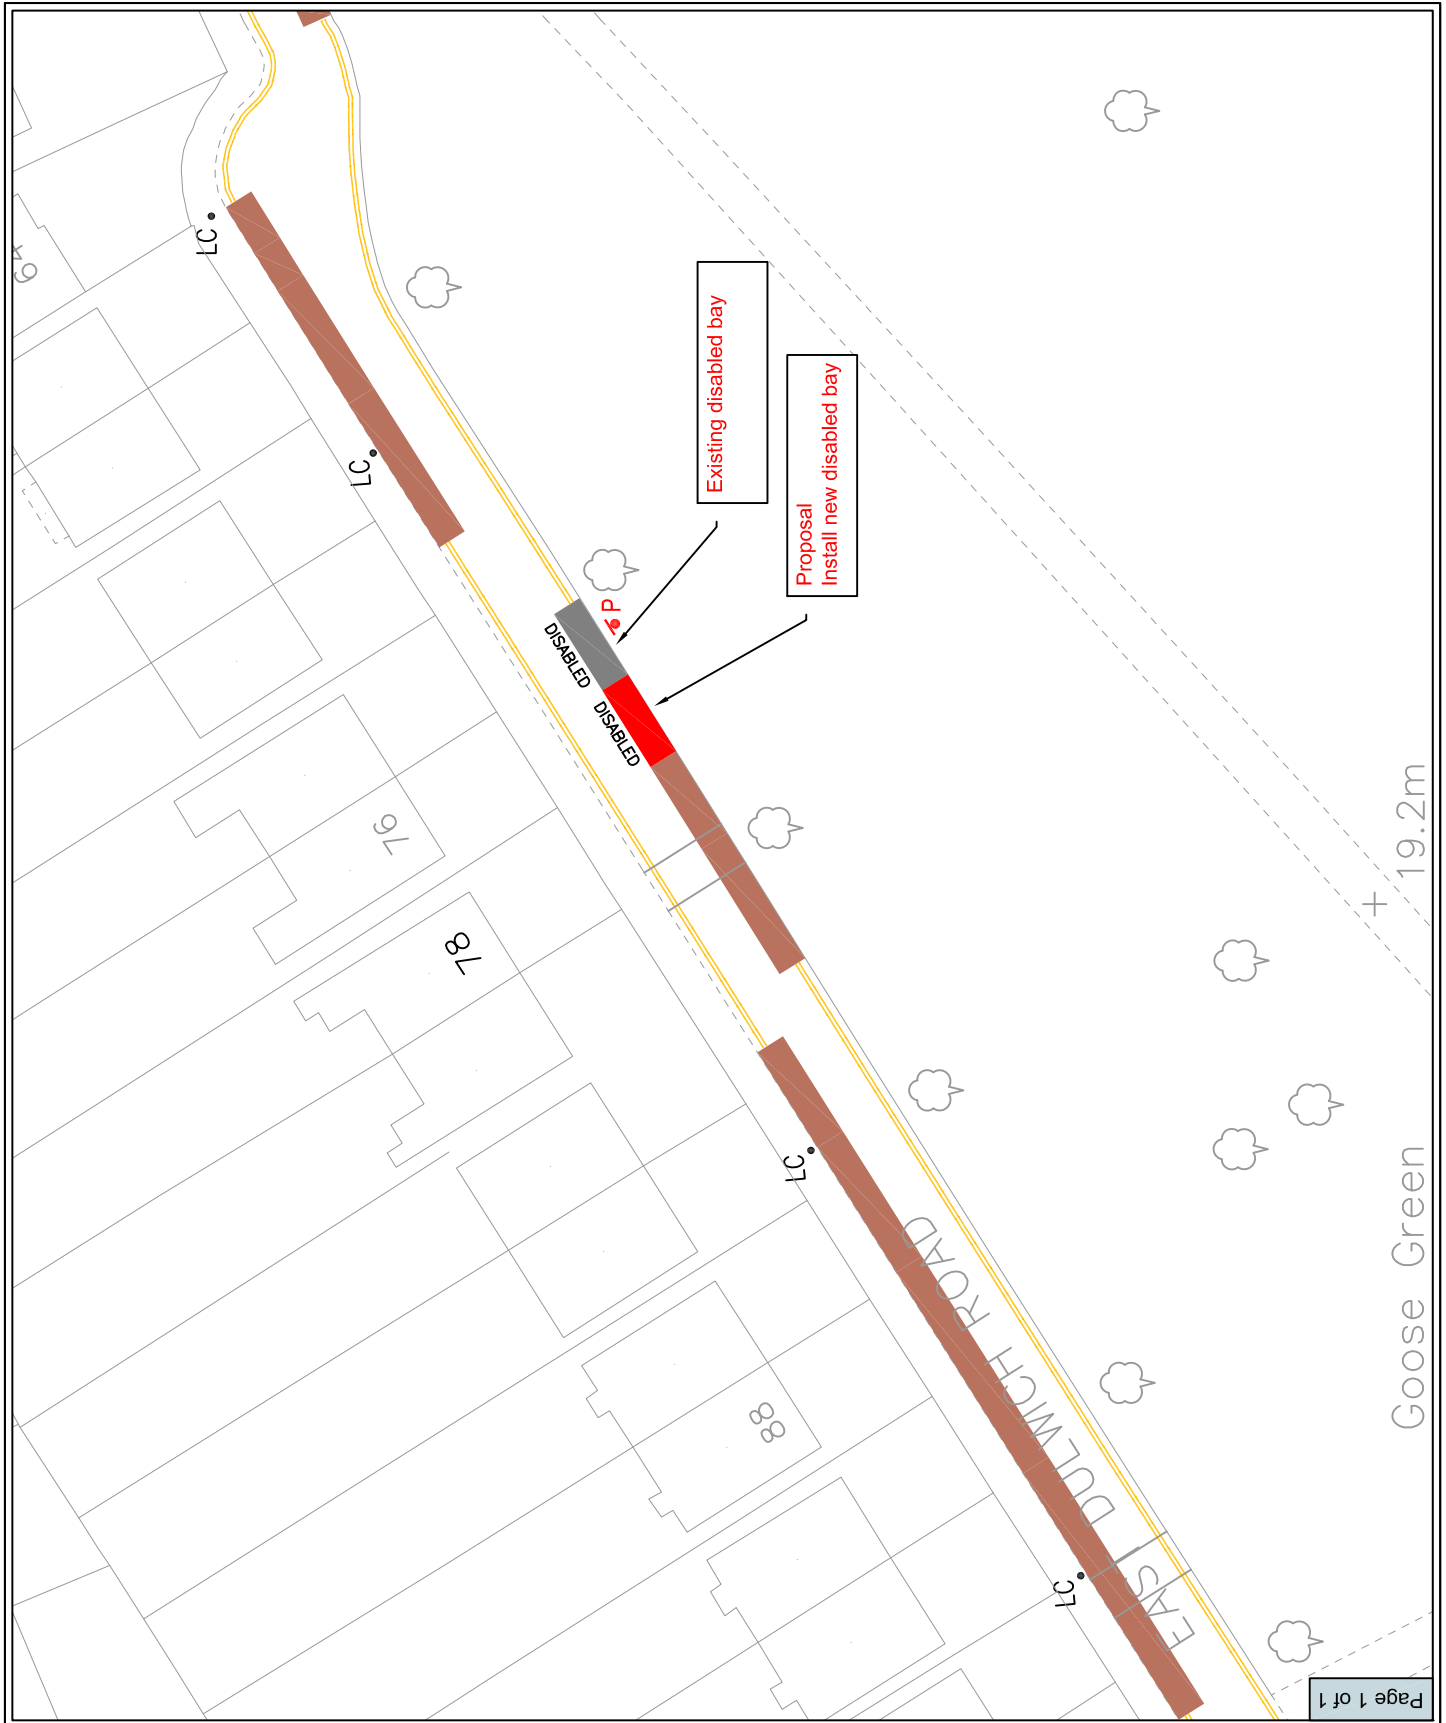 LC
64
LC
Existing disabled bay
Proposal
Install new disabled bay
P
DISABLED
DISABLED
76
78
19.2m
LC
EAST DULWICH ROAD
Goose Green
88
LC
Page 1 of 1